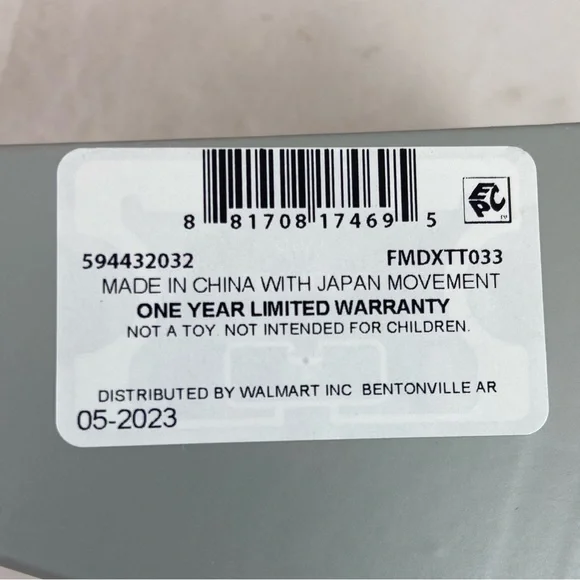 8 81708 17469 5
EPC
594432032 FMDXTT033
MADE IN CHINA WITH JAPAN MOVEMENT
ONE YEAR LIMITED WARRANTY
NOT A TOY. NOT INTENDED FOR CHILDREN.
DISTRIBUTED BY WALMART INC BENTONVILLE AR
05-2023